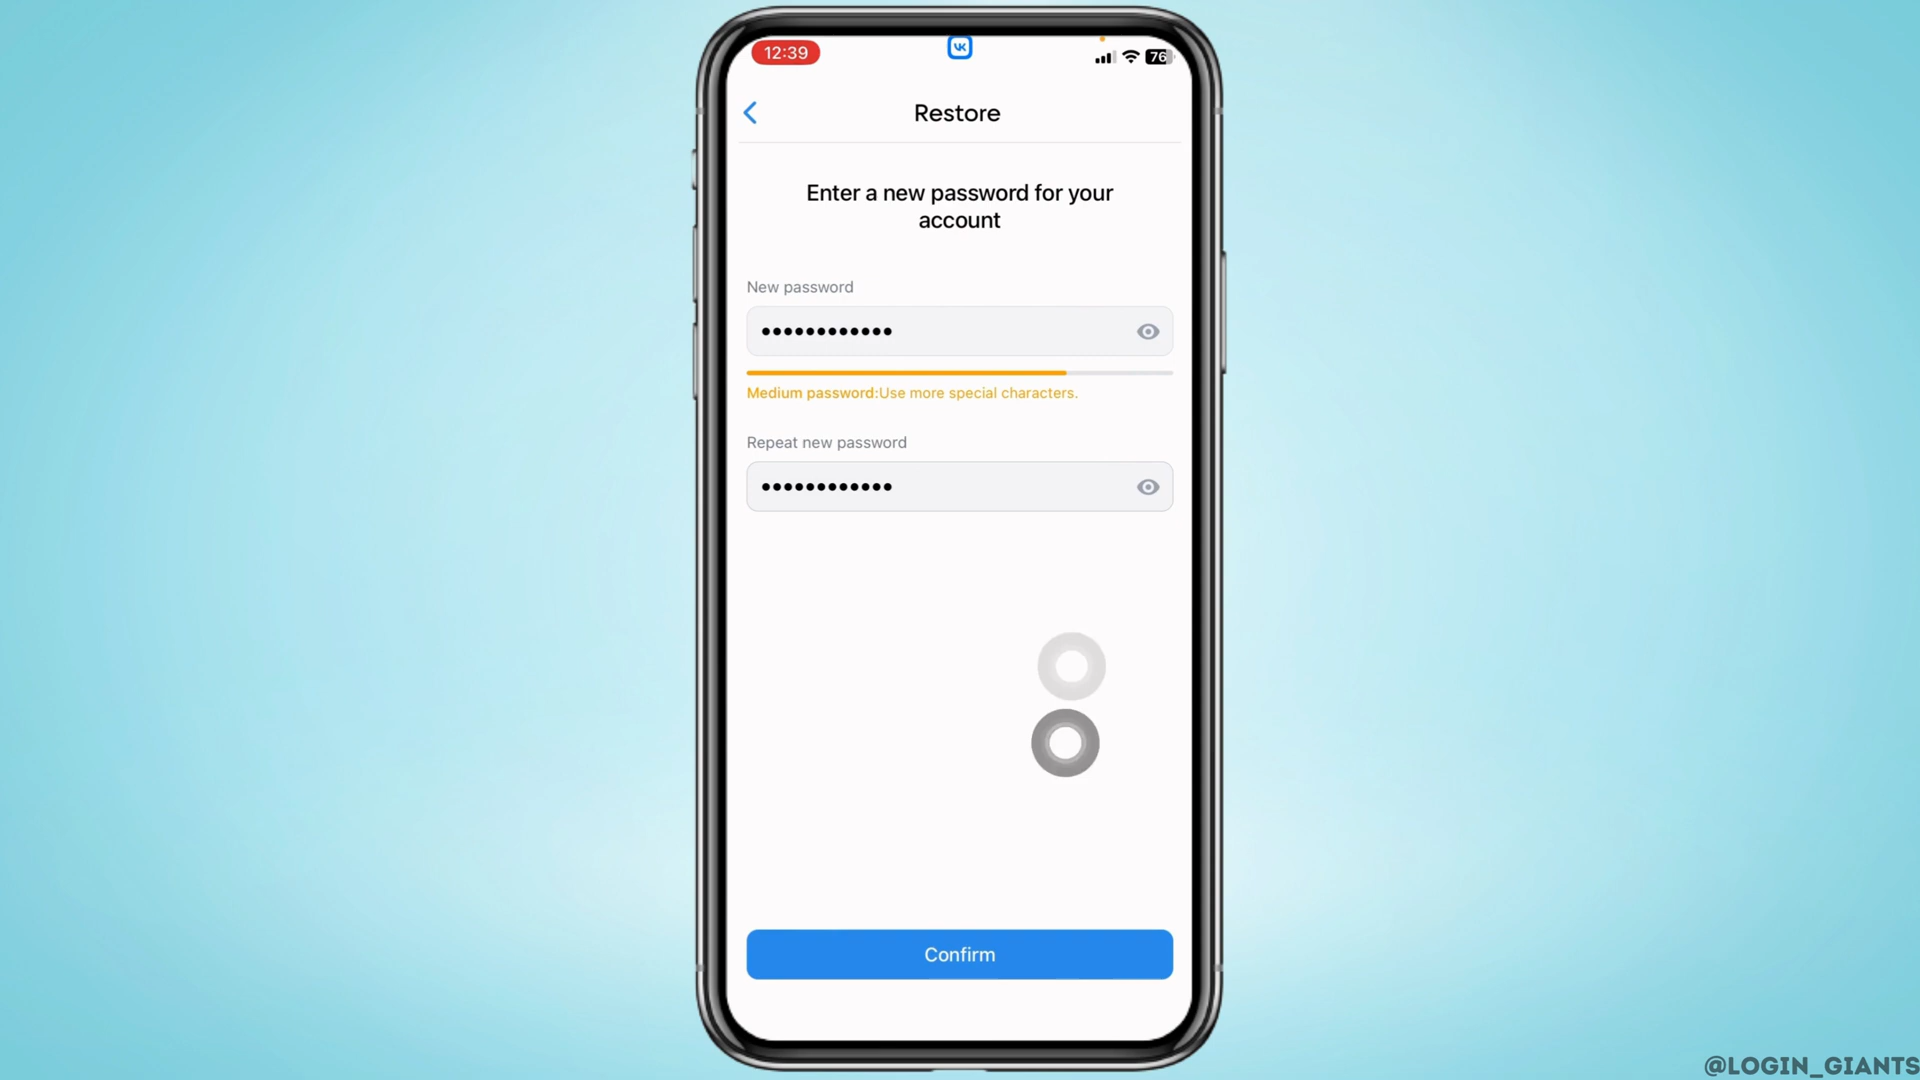 12:39
VK
76
Restore
Enter a new password for your
account
New password
••••••••••••
Medium password:Use more special characters.
Repeat new password
••••••••••••
Confirm
@LOGIN_GIANTS